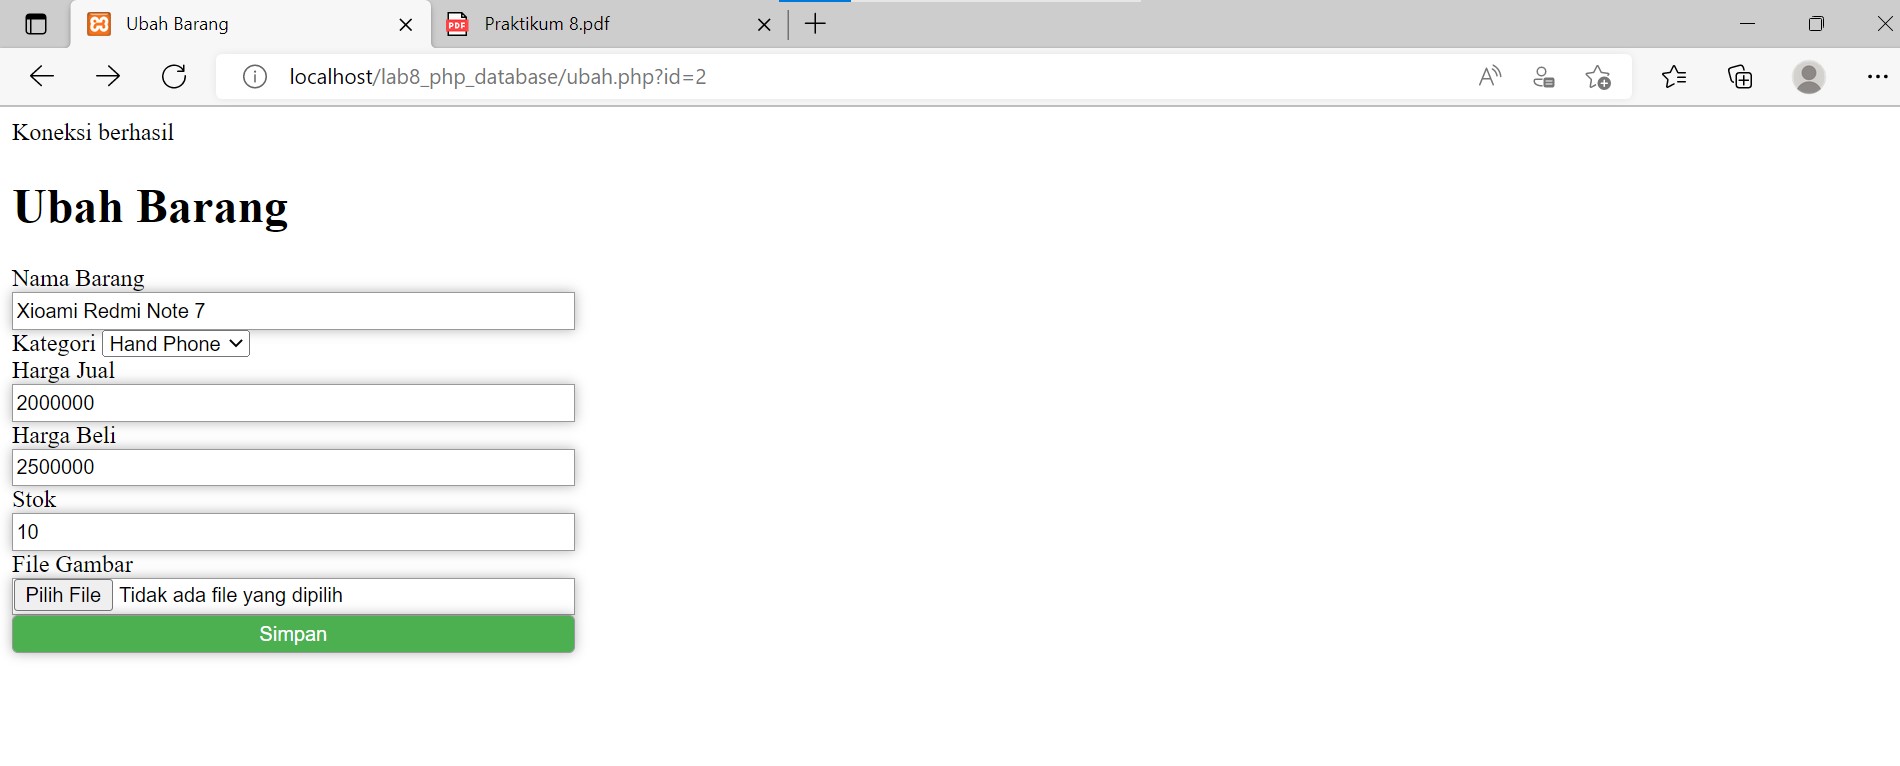 Ubah Barang
Praktikum 8.pdf
localhost/lab8_php_database/ubah.php?id=2
Koneksi berhasil
Ubah Barang
Nama Barang
Xioami Redmi Note 7
Kategori Hand Phone
Harga Jual
2000000
Harga Beli
2500000
Stok
10
File Gambar
Pilih File Tidak ada file yang dipilih
Simpan